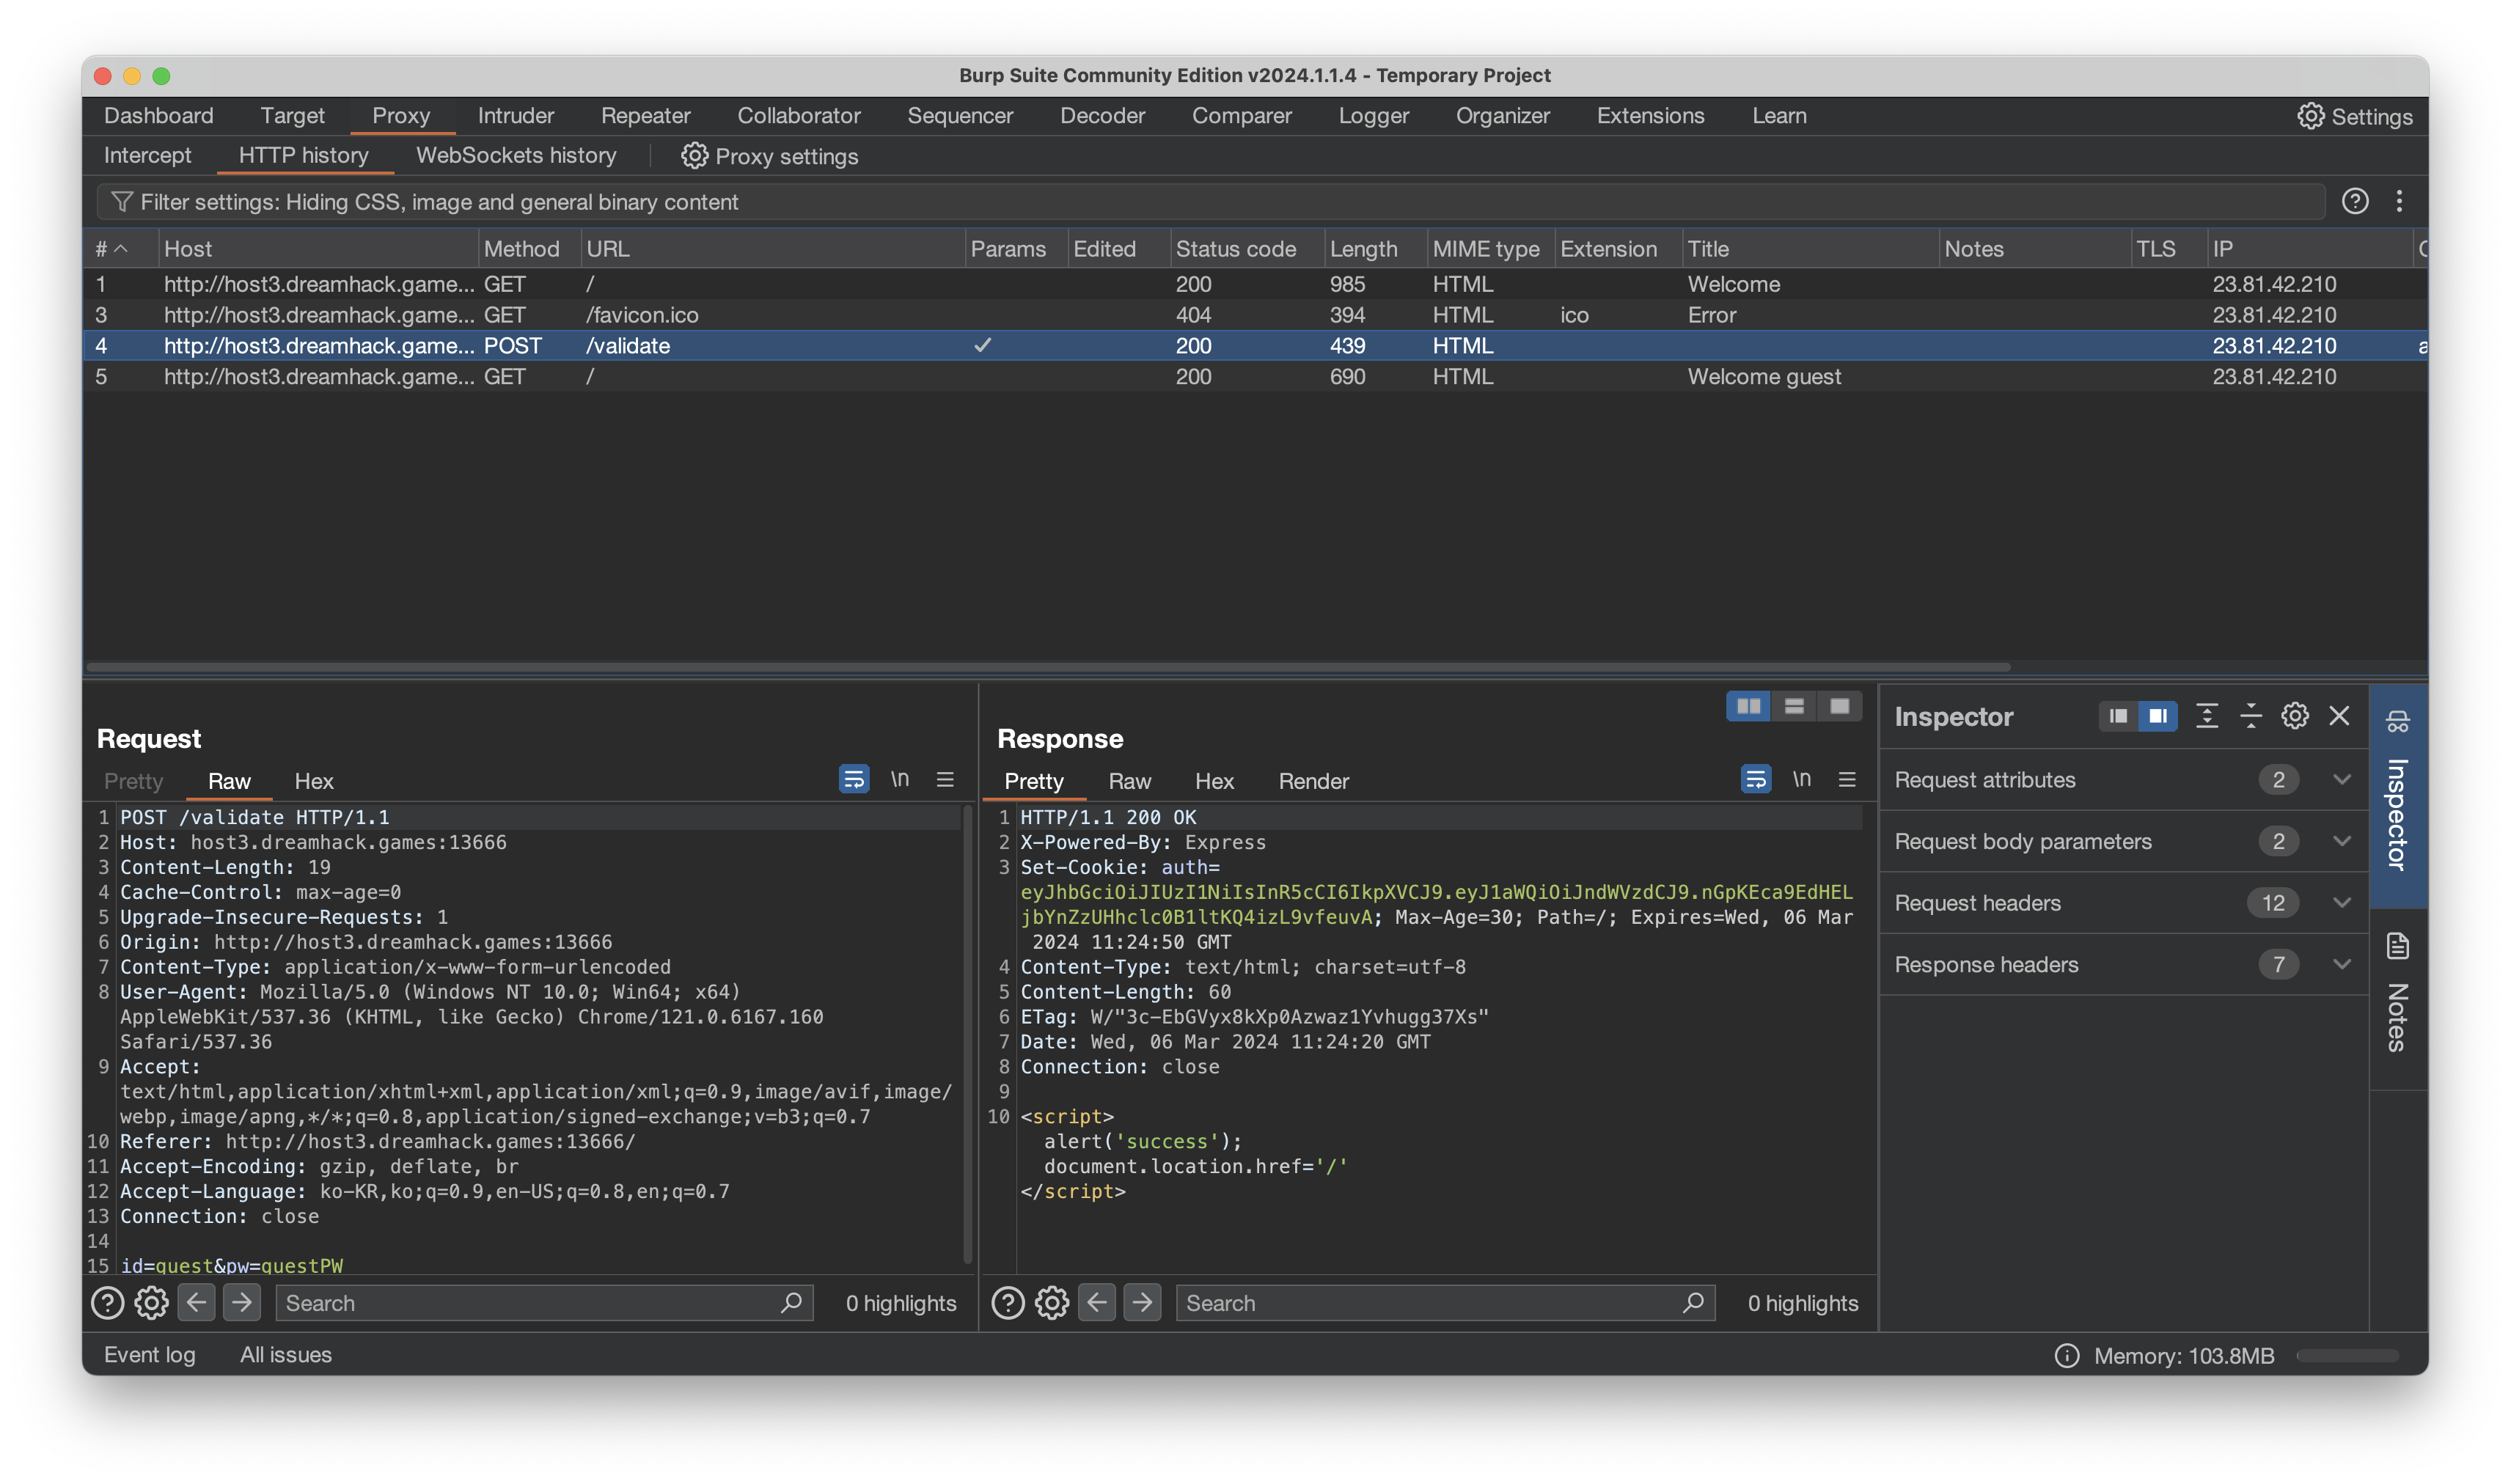 Burp Suite Community Edition v2024.1.1.4 - Temporary Project
Dashboard Target Proxy Intruder Repeater Collaborator Sequencer Decoder Comparer Logger Organizer Extensions Learn Settings
Intercept HTTP history WebSockets history Proxy settings
Filter settings: Hiding CSS, image and general binary content
# Host Method URL Params Edited Status code Length MIME type Extension Title Notes TLS IP
1 http://host3.dreamhack.game... GET / 200 985 HTML Welcome 23.81.42.210
3 http://host3.dreamhack.game... GET /favicon.ico 404 394 HTML ico Error 23.81.42.210
4 http://host3.dreamhack.game... POST /validate ✓ 200 439 HTML 23.81.42.210 a
5 http://host3.dreamhack.game... GET / 200 690 HTML Welcome guest 23.81.42.210
Request
Pretty Raw Hex \n
1 POST /validate HTTP/1.1
2 Host: host3.dreamhack.games:13666
3 Content-Length: 19
4 Cache-Control: max-age=0
5 Upgrade-Insecure-Requests: 1
6 Origin: http://host3.dreamhack.games:13666
7 Content-Type: application/x-www-form-urlencoded
8 User-Agent: Mozilla/5.0 (Windows NT 10.0; Win64; x64)
AppleWebKit/537.36 (KHTML, like Gecko) Chrome/121.0.6167.160
Safari/537.36
9 Accept:
text/html,application/xhtml+xml,application/xml;q=0.9,image/avif,image/
webp,image/apng,*/*;q=0.8,application/signed-exchange;v=b3;q=0.7
10 Referer: http://host3.dreamhack.games:13666/
11 Accept-Encoding: gzip, deflate, br
12 Accept-Language: ko-KR,ko;q=0.9,en-US;q=0.8,en;q=0.7
13 Connection: close
14
15 id=guest&pw=guestPW
Search 0 highlights
Response
Pretty Raw Hex Render \n
1 HTTP/1.1 200 OK
2 X-Powered-By: Express
3 Set-Cookie: auth=
eyJhbGciOiJIUzI1NiIsInR5cCI6IkpXVCJ9.eyJ1aWQiOiJndWVzdCJ9.nGpKEca9EdHEL
jbYnZzUHhclc0B1ltKQ4izL9vfeuvA; Max-Age=30; Path=/; Expires=Wed, 06 Mar
2024 11:24:50 GMT
4 Content-Type: text/html; charset=utf-8
5 Content-Length: 60
6 ETag: W/"3c-EbGVyx8kXp0Azwaz1Yvhugg37Xs"
7 Date: Wed, 06 Mar 2024 11:24:20 GMT
8 Connection: close
9
10 <script>
alert('success');
document.location.href='/'
</script>
Search 0 highlights
Inspector
Request attributes 2
Request body parameters 2
Request headers 12
Response headers 7
Inspector
Notes
Event log All issues Memory: 103.8MB